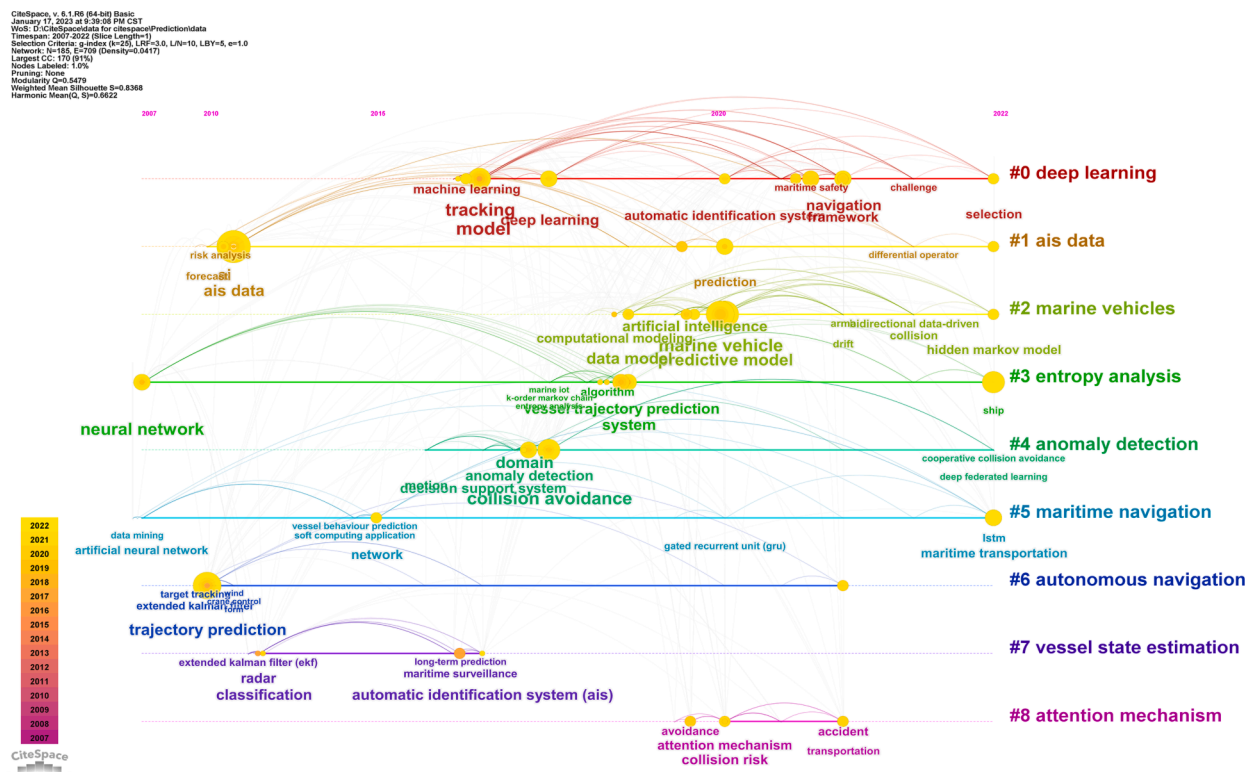 CiteSpace, v. 6.1.R6 (64-bit) Basic
January 17, 2023 at 9:39:08 PM CST
WoS: D:\CiteSpace\data for citespace\Prediction\data
Timespan: 2007-2022 (Slice Length=1)
Selection Criteria: g-index (k=25), LRF=3.0, L/N=10, LBY=5, e=1.0
Network: N=185, E=709 (Density=0.0417)
Largest CC: 170 (91%)
Nodes Labeled: 1.0%
Pruning: None
Modularity Q=0.5479
Weighted Mean Silhouette S=0.8368
Harmonic Mean(Q, S)=0.6622
2007 2010 2015 2020 2022
#0 deep learning
machine learning
maritime safety
challenge
tracking
model
deep learning
automatic identification system
navigation
framework
selection
#1 ais data
risk analysis
differential operator
forecast
ai
ais data
prediction
#2 marine vehicles
artificial intelligence
computational modeling
marine vehicle
data model
predictive model
arma
bidirectional data-driven
collision
drift
hidden markov model
#3 entropy analysis
marine iot
algorithm
k-order markov chain
entropy analysis
vessel trajectory prediction
system
ship
neural network
#4 anomaly detection
domain
anomaly detection
motion
decision support system
collision avoidance
cooperative collision avoidance
deep federated learning
#5 maritime navigation
data mining
artificial neural network
vessel behaviour prediction
soft computing application
network
gated recurrent unit (gru)
lstm
maritime transportation
#6 autonomous navigation
target tracking
wind
crane control
extended kalman filter
form
trajectory prediction
#7 vessel state estimation
extended kalman filter (ekf)
radar
classification
long-term prediction
maritime surveillance
automatic identification system (ais)
#8 attention mechanism
avoidance
attention mechanism
collision risk
accident
transportation
2022
2021
2020
2019
2018
2017
2016
2015
2014
2013
2012
2011
2010
2009
2008
2007
CiteSpace